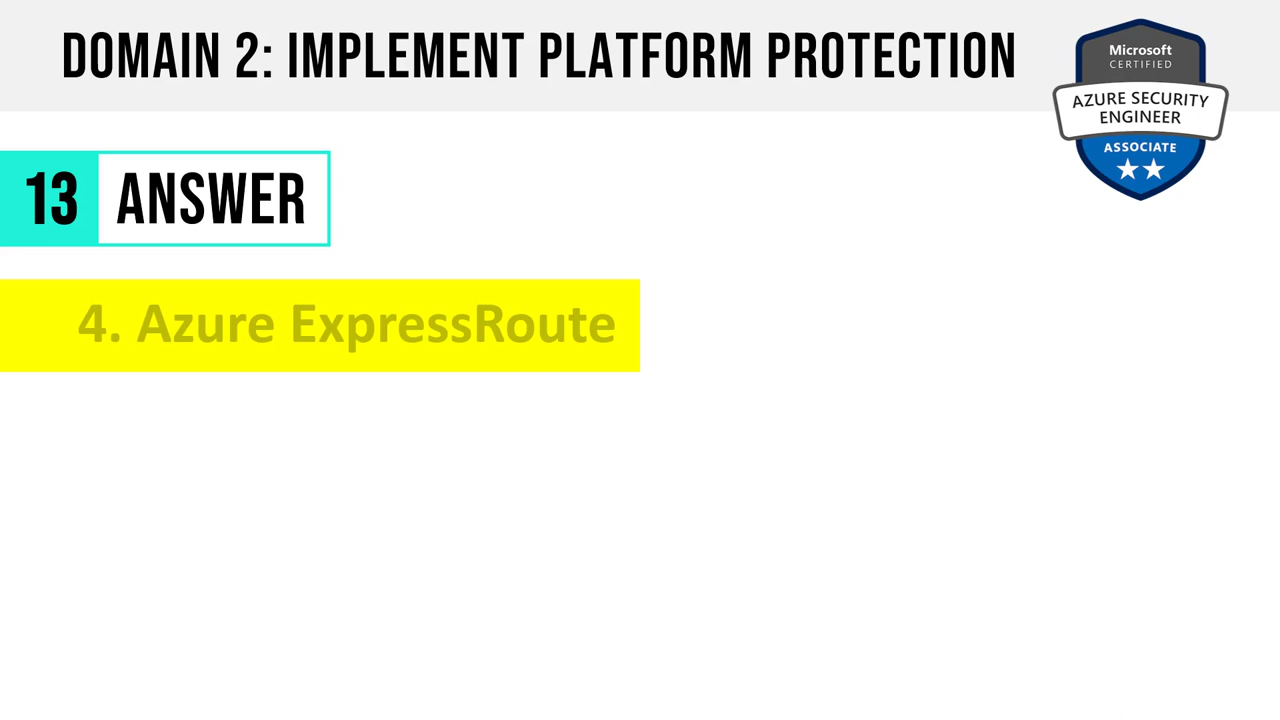 DOMAIN 2: IMPLEMENT PLATFORM PROTECTION
Microsoft
CERTIFIED
AZURE SECURITY
ENGINEER
ASSOCIATE
13 ANSWER
4. Azure ExpressRoute